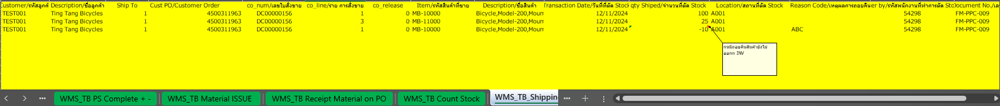 Customer/รหัสลูกค้ Description/ชื่อลูกค้า Ship To Cust PO/Customer Order co_num/เลขใบสั่งขาย co_line/ราย การสั่งขาย co_release Item/รหัสสินค้าที่ขาย Description/ชื่อสินค้า Transaction Date/วันที่ที่ตัด Stock qty Shiped/จำนวนที่ตัด Stock Location/สถานที่ตัด Stock Reason Code/เหตุผลการถอยคืน er by/รหัสพนักงานที่ทำการตัด Sto Document No./เล
TEST001 Ting Tang Bicycles 1 4500311963 DC00000156 1 0 MB-10000 Bicycle,Model-200,Moun 12/11/2024 100 A001 54298 FM-PPC-009
TEST001 Ting Tang Bicycles 1 4500311963 DC00000156 3 0 MB-11000 Bicycle,Model-200,Moun 12/11/2024 25 A001 54298 FM-PPC-009
TEST001 Ting Tang Bicycles 1 4500311963 DC00000156 1 0 MB-10000 Bicycle,Model-200,Moun 12/11/2024 -10 A001 ABC 54298 FM-PPC-009
กรณีถอยคืนสินค้ายังไม่
ออกก INV
WMS_TB PS Complete + - WMS_TB Material ISSUE WMS_TB Receipt Material on PO WMS_TB Count Stock WMS_TB_Shippin